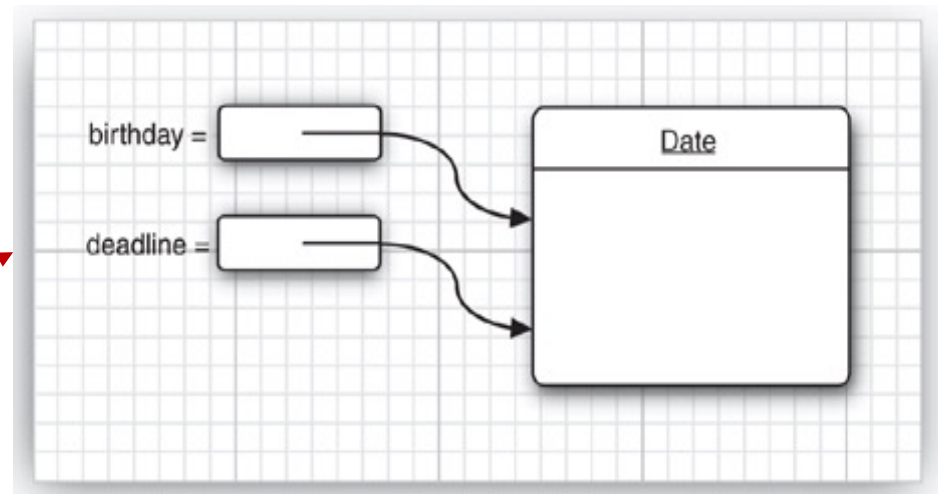 birthday =
Date
deadline =